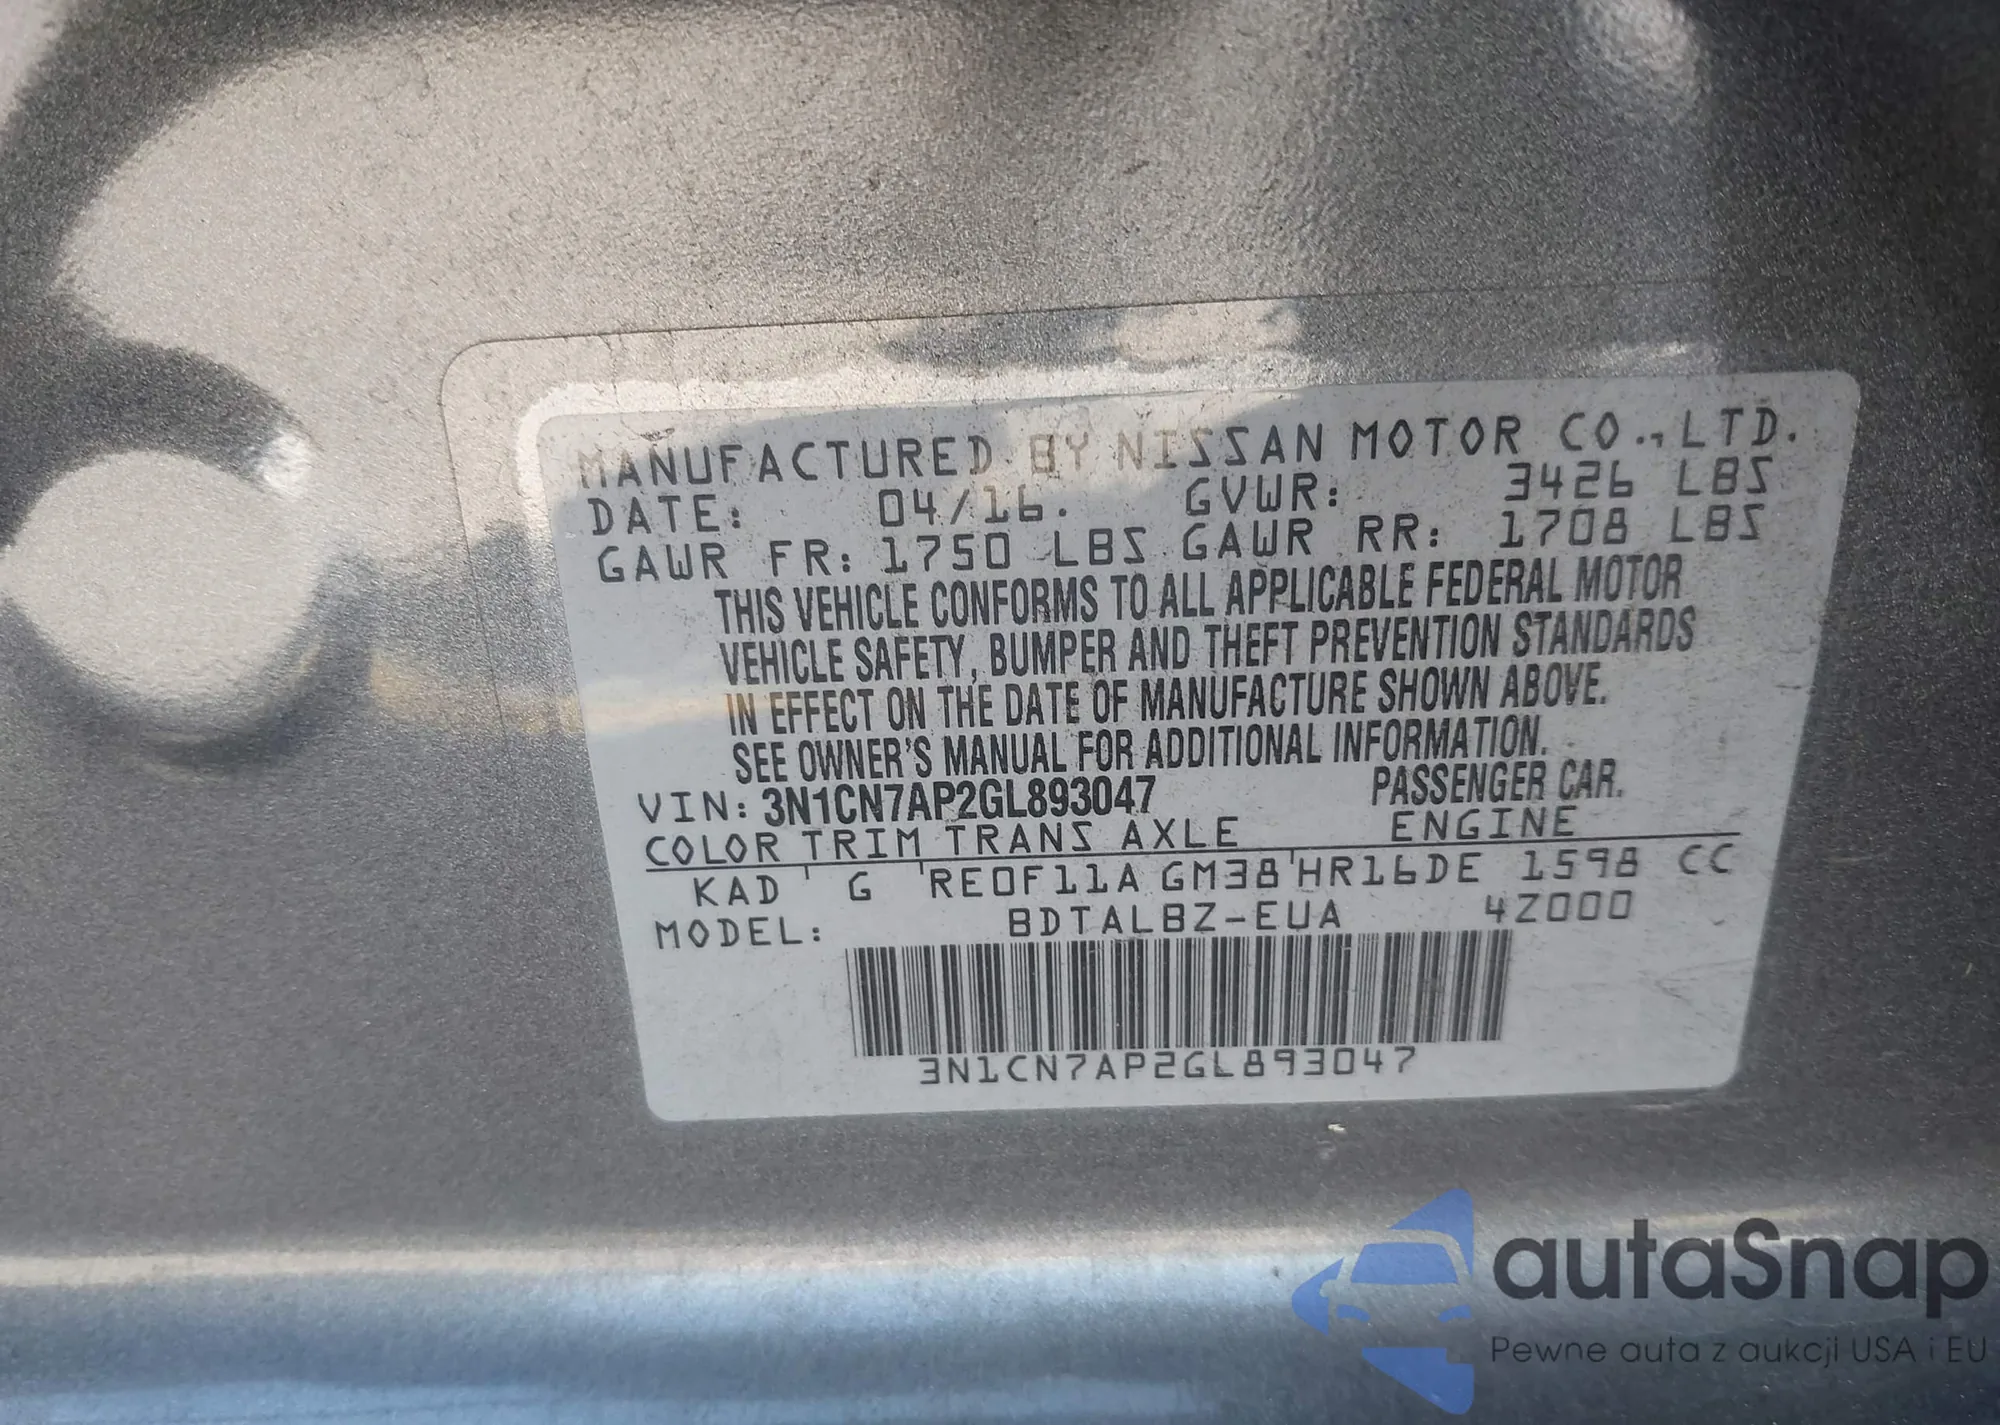 MANUFACTURED BY NISSAN MOTOR CO., LTD.
DATE: 04/16. GVWR: 3426 LBS
GAWR FR: 1750 LBS GAWR RR: 1708 LBS
THIS VEHICLE CONFORMS TO ALL APPLICABLE FEDERAL MOTOR
VEHICLE SAFETY, BUMPER AND THEFT PREVENTION STANDARDS
IN EFFECT ON THE DATE OF MANUFACTURE SHOWN ABOVE.
SEE OWNER'S MANUAL FOR ADDITIONAL INFORMATION.
VIN: 3N1CN7AP2GL893047 PASSENGER CAR.
COLOR TRIM TRANS AXLE ENGINE
KAD G RE0F11A GM38 HR16DE 1598 CC
MODEL: BDTALBZ-EUA 4Z000
3N1CN7AP2GL893047
autaSnap
Pewne auta z aukcji USA i EU